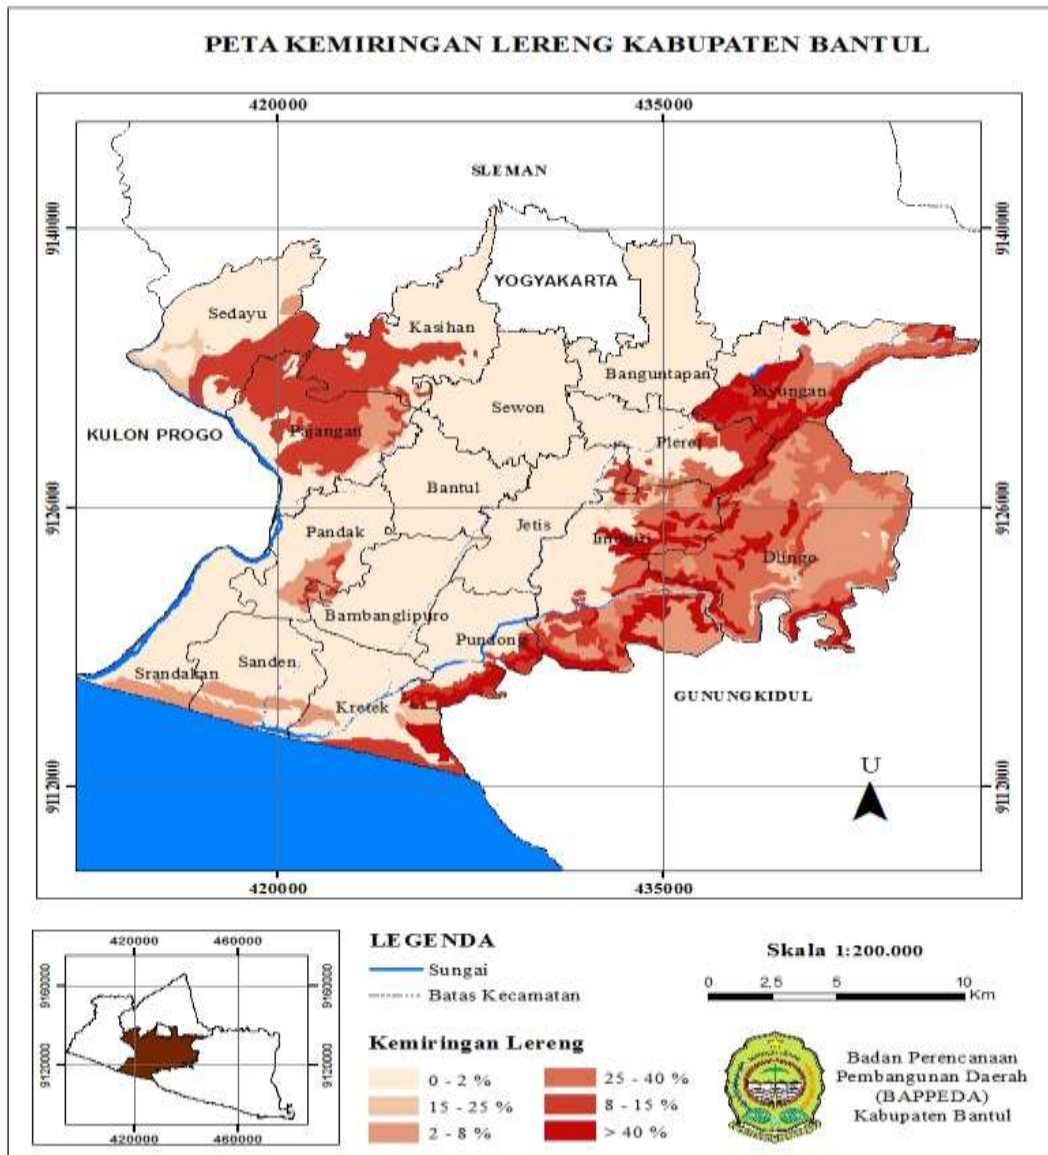 PETA KEMIRINGAN LERENG KABUPATEN BANTUL
420000
435000
SLEMAN
9140000
9140000
YOGYAKARTA
Sedayu
Kasihan
Banguntapan
Piyungan
Sewon
KULON PROGO
Pajangan
Pleret
Bantul
9126000
9126000
Pandak
Jetis
Imogiri
Dlingo
Bambanglipuro
Pundong
Sanden
Srandakan
GUNUNGKIDUL
Kretek
U
9112000
9112000
420000
435000
420000
460000
9160000
9160000
9120000
9120000
420000
460000
LEGENDA
Sungai
Batas Kecamatan
Kemiringan Lereng
0 - 2 %
25 - 40 %
15 - 25 %
8 - 15 %
2 - 8 %
> 40 %
Skala 1:200.000
0
2,5
5
10
Km
Badan Perencanaan
Pembangunan Daerah
(BAPPEDA)
Kabupaten Bantul